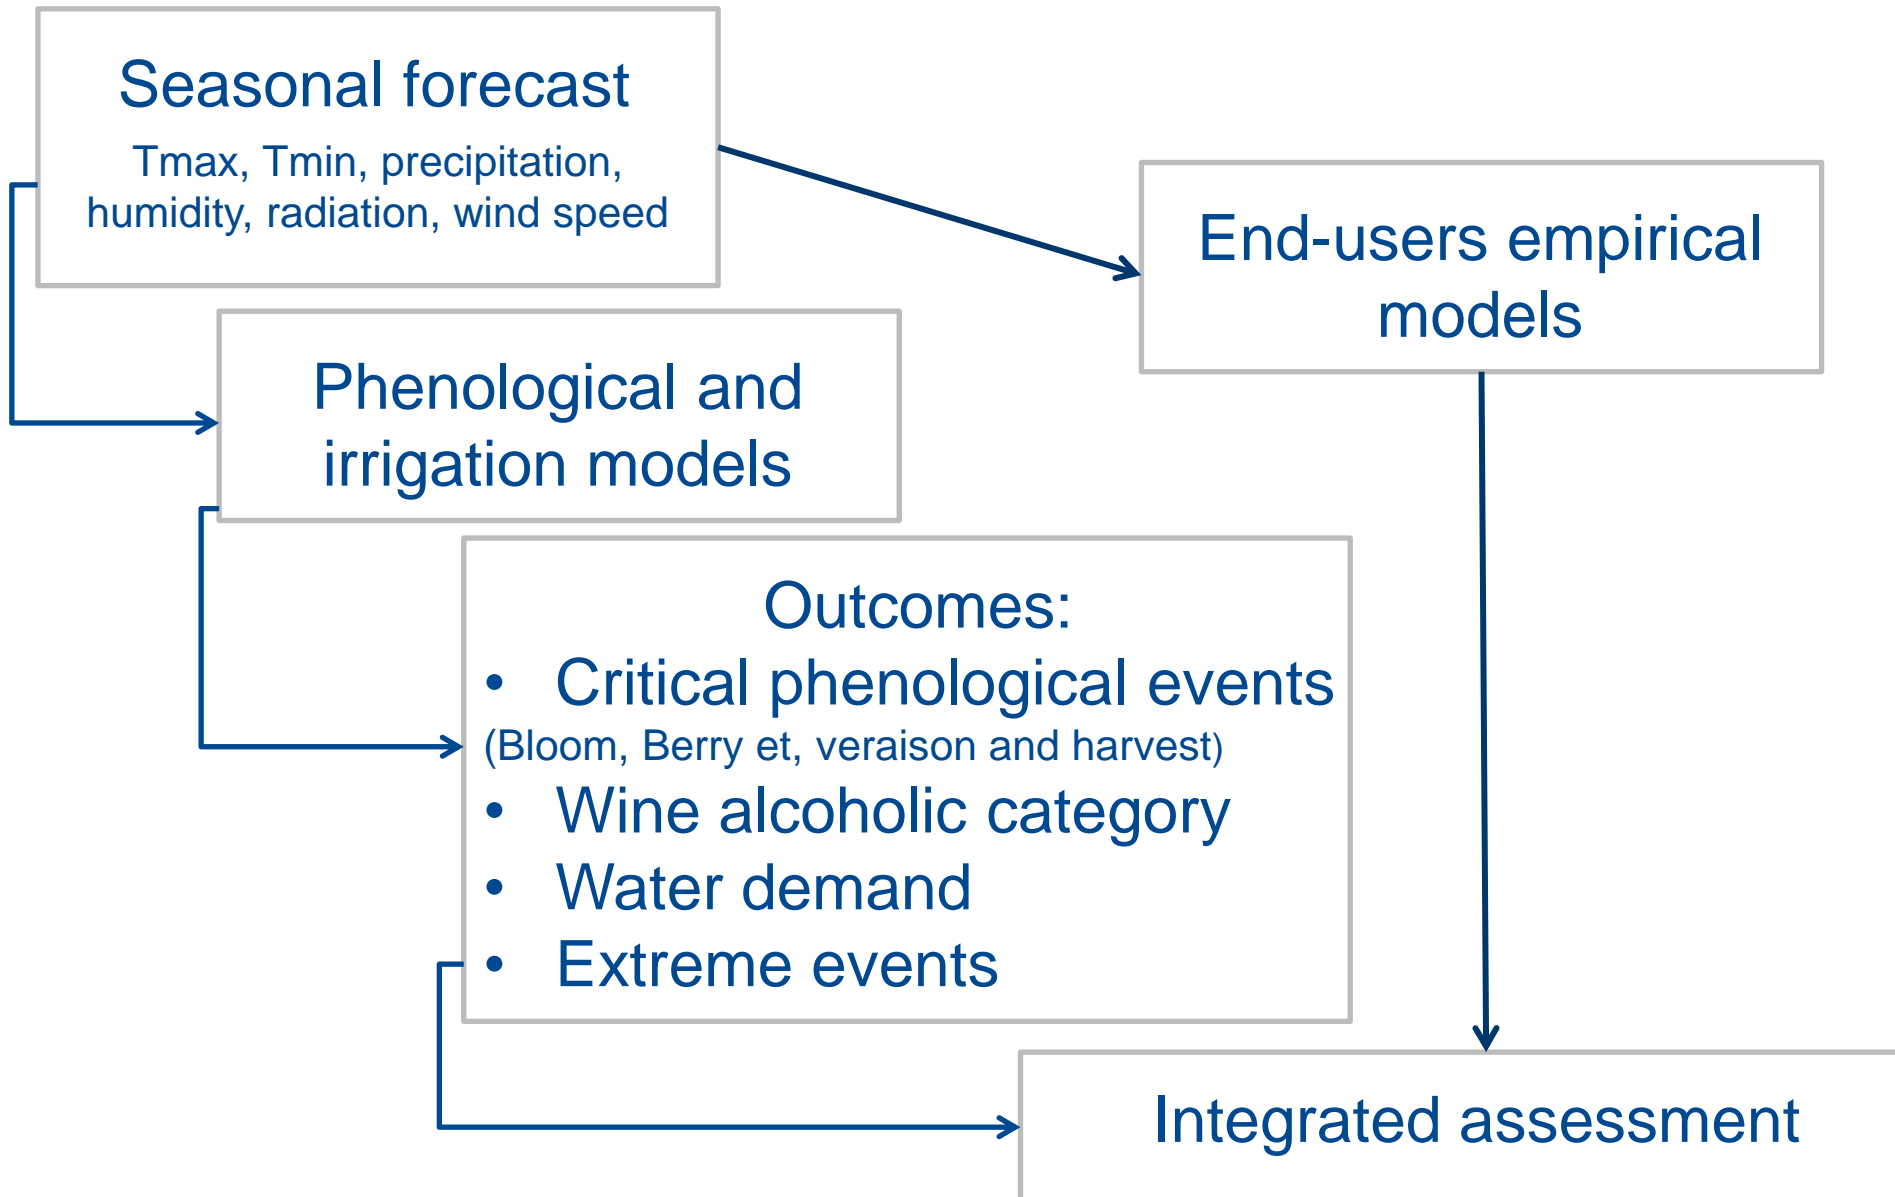 Seasonal forecast
Tmax, Tmin, precipitation,
humidity, radiation, wind speed
End-users empirical
models
Phenological and
irrigation models
Outcomes:
• Critical phenological events
(Bloom, Berry et, veraison and harvest)
• Wine alcoholic category
• Water demand
• Extreme events
Integrated assessment